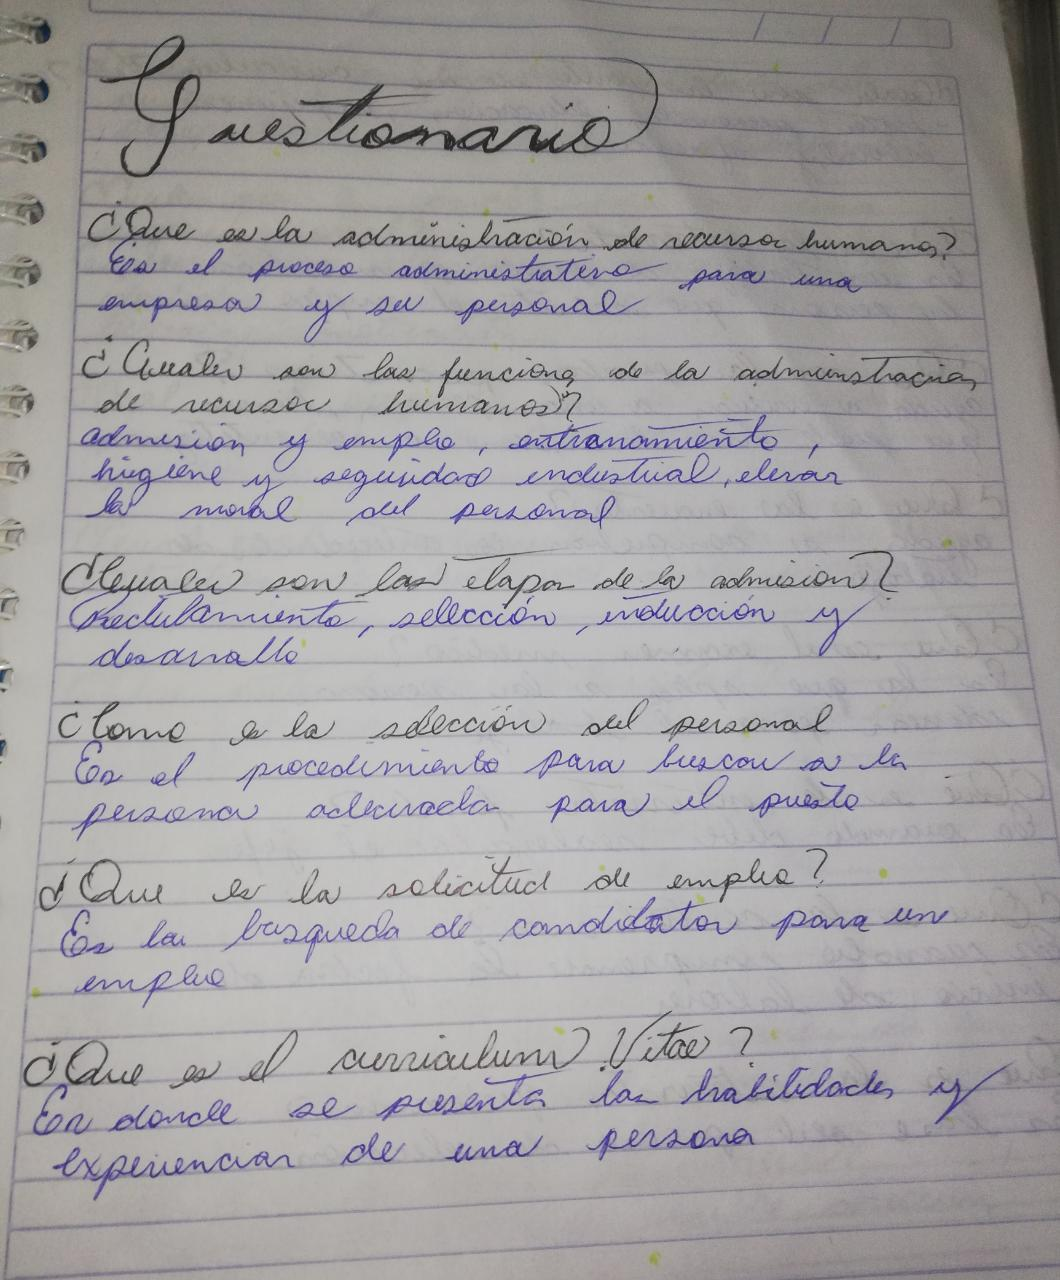 Cuestionario
¿Que es la administración de recursos humanos?
Es el proceso administrativo para una
empresa y su personal
¿Cuales son las funciones de la administración
de recursos humanos?
admisión y empleo, entrenamiento,
higiene y seguridad industrial, elevar
la moral del personal
¿Cuales son las etapas de la admision?
Reclutamiento, selección, inducción y
desarrollo
¿Como es la selección del personal
Es el procedimiento para buscar a la
persona adecuada para el puesto
¿Que es la solicitud de empleo?
Es la busqueda de candidatos para un
empleo
¿Que es el curriculum Vitae?
Es donde se presenta las habilidades y
experiencias de una persona